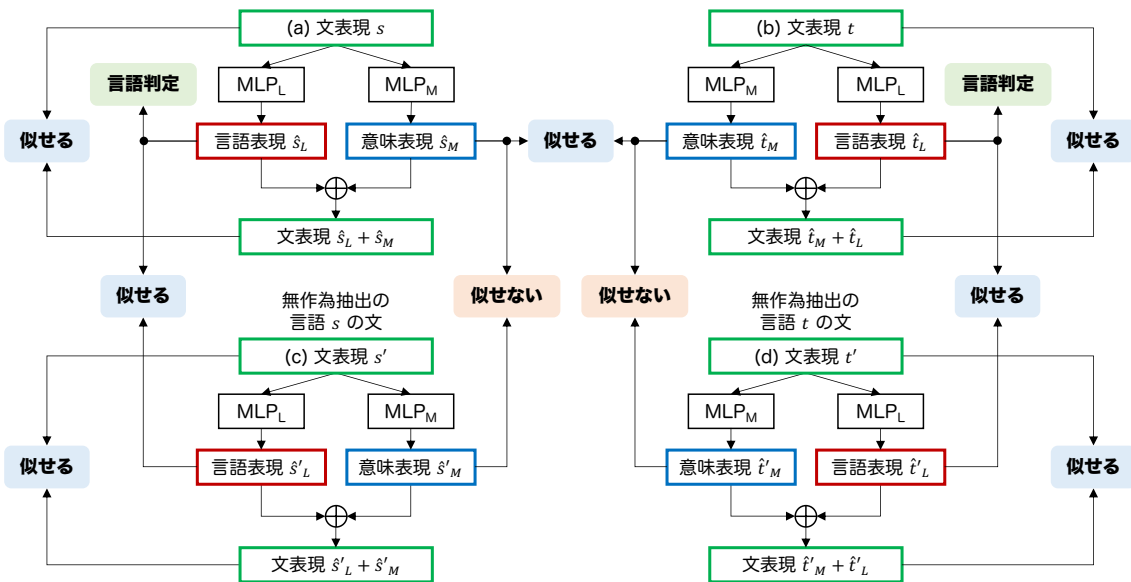 (a) 文表現 s
(b) 文表現 t
MLP_L
MLP_M
MLP_M
MLP_L
言語判定
言語判定
似せる
言語表現 ŝ_L
意味表現 ŝ_M
似せる
意味表現 t̂_M
言語表現 t̂_L
似せる
文表現 ŝ_L + ŝ_M
文表現 t̂_M + t̂_L
似せる
無作為抽出の
言語 s の文
似せない
似せない
無作為抽出の
言語 t の文
似せる
(c) 文表現 s′
(d) 文表現 t′
MLP_L
MLP_M
MLP_M
MLP_L
似せる
言語表現 ŝ′_L
意味表現 ŝ′_M
意味表現 t̂′_M
言語表現 t̂′_L
似せる
文表現 ŝ′_L + ŝ′_M
文表現 t̂′_M + t̂′_L